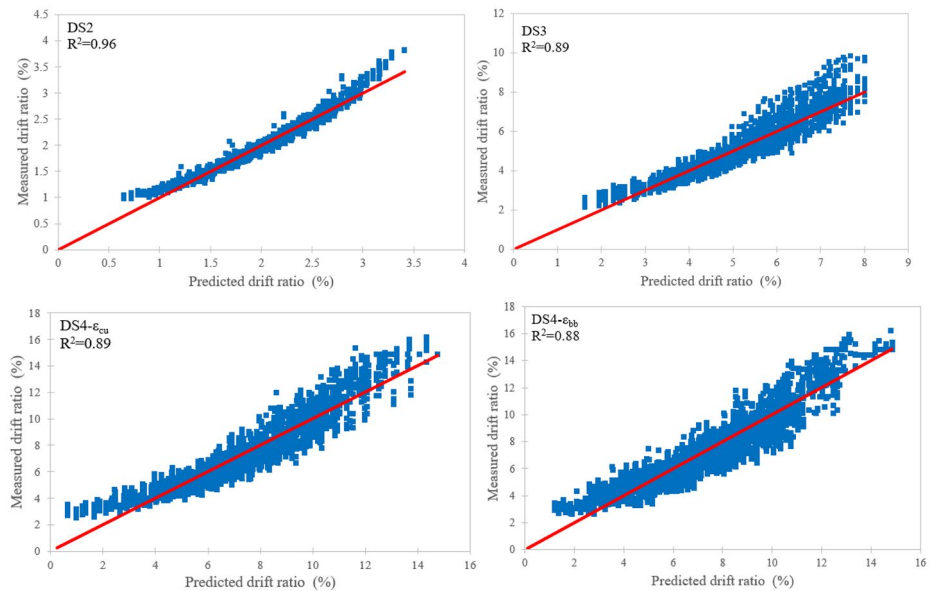 DS2
R²=0.96
Measured drift ratio (%)
4.5
4
3.5
3
2.5
2
1.5
1
0.5
0
0 0.5 1 1.5 2 2.5 3 3.5 4
Predicted drift ratio (%)
DS3
R²=0.89
Measured drift ratio (%)
12
10
8
6
4
2
0
0 1 2 3 4 5 6 7 8 9
Predicted drift ratio (%)
DS4-εcu
R²=0.89
Measured drift ratio (%)
18
16
14
12
10
8
6
4
2
0
0 2 4 6 8 10 12 14 16
Predicted drift ratio (%)
DS4-εbb
R²=0.88
Measured drift ratio (%)
18
16
14
12
10
8
6
4
2
0
0 2 4 6 8 10 12 14 16
Predicted drift ratio (%)